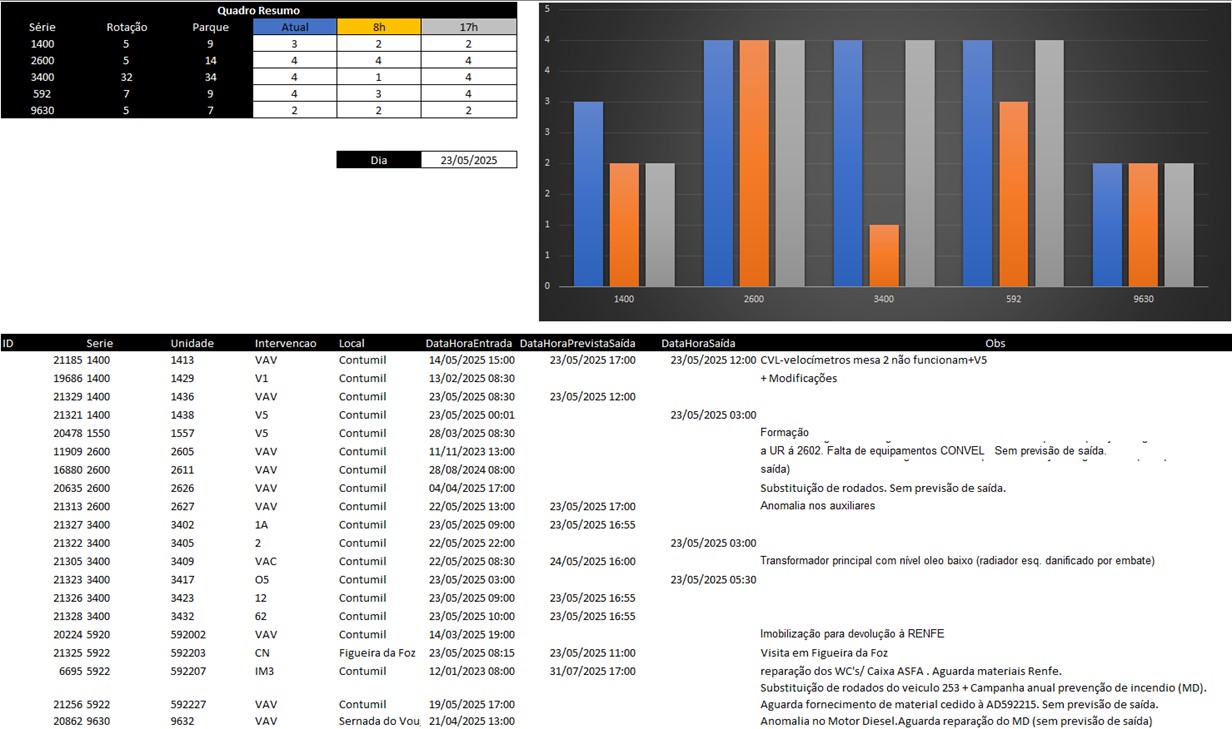 Quadro Resumo
Série Rotação Parque Atual 8h 17h
1400 5 9 3 2 2
2600 5 14 4 4 4
3400 32 34 4 1 4
592 7 9 4 3 4
9630 5 7 2 2 2
Dia 23/05/2025
5
4
4
3
3
2
2
1
1
0
1400 2600 3400 592 9630
ID Serie Unidade Intervencao Local DataHoraEntrada DataHoraPrevistaSaída DataHoraSaída Obs
21185 1400 1413 VAV Contumil 14/05/2025 15:00 23/05/2025 17:00 23/05/2025 12:00 CVL-velocímetros mesa 2 não funcionam+V5
19686 1400 1429 V1 Contumil 13/02/2025 08:30 + Modificações
21329 1400 1436 VAV Contumil 23/05/2025 08:30 23/05/2025 12:00
21321 1400 1438 V5 Contumil 23/05/2025 00:01 23/05/2025 03:00
20478 1550 1557 V5 Contumil 28/03/2025 08:30 Formação
11909 2600 2605 VAV Contumil 11/11/2023 13:00 a UR á 2602. Falta de equipamentos CONVEL Sem previsão de saída.
16880 2600 2611 VAV Contumil 28/08/2024 08:00 saída)
20635 2600 2626 VAV Contumil 04/04/2025 17:00 Substituição de rodados. Sem previsão de saída.
21313 2600 2627 VAV Contumil 22/05/2025 13:00 23/05/2025 17:00 Anomalia nos auxiliares
21327 3400 3402 1A Contumil 23/05/2025 09:00 23/05/2025 16:55
21322 3400 3405 2 Contumil 22/05/2025 22:00 23/05/2025 03:00
21305 3400 3409 VAC Contumil 22/05/2025 08:30 24/05/2025 16:00 Transformador principal com nível oleo baixo (radiador esq. danificado por embate)
21323 3400 3417 O5 Contumil 23/05/2025 03:00 23/05/2025 05:30
21326 3400 3423 12 Contumil 23/05/2025 09:00 23/05/2025 16:55
21328 3400 3432 62 Contumil 23/05/2025 10:00 23/05/2025 16:55
20224 5920 592002 VAV Contumil 14/03/2025 19:00 Imobilização para devolução à RENFE
21325 5922 592203 CN Figueira da Foz 23/05/2025 08:15 23/05/2025 11:00 Visita em Figueira da Foz
6695 5922 592207 IM3 Contumil 12/01/2023 08:00 31/07/2025 17:00 reparação dos WC's/ Caixa ASFA . Aguarda materiais Renfe.
Substituição de rodados do veiculo 253 + Campanha anual prevenção de incendio (MD).
21256 5922 592227 VAV Contumil 19/05/2025 17:00 Aguarda fornecimento de material cedido à AD592215. Sem previsão de saída.
20862 9630 9632 VAV Sernada do Vou 21/04/2025 13:00 Anomalia no Motor Diesel.Aguarda reparação do MD (sem previsão de saída)